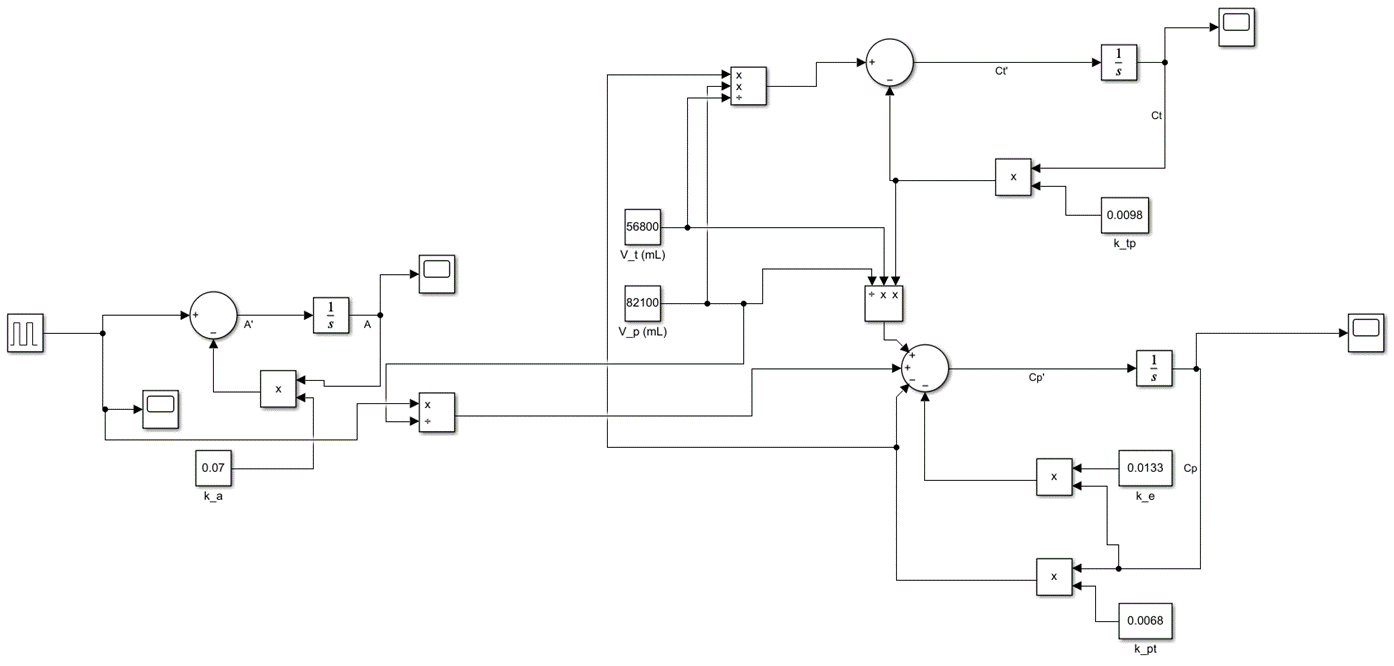 x
x
÷
+
−
Ct'
1
s
Ct
x
0.0098
k_tp
56800
V_t (mL)
÷ x x
82100
V_p (mL)
+
−
A'
1
s
A
x
0.07
k_a
x
÷
+
+
−
−
Cp'
1
s
Cp
x
0.0133
k_e
x
0.0068
k_pt